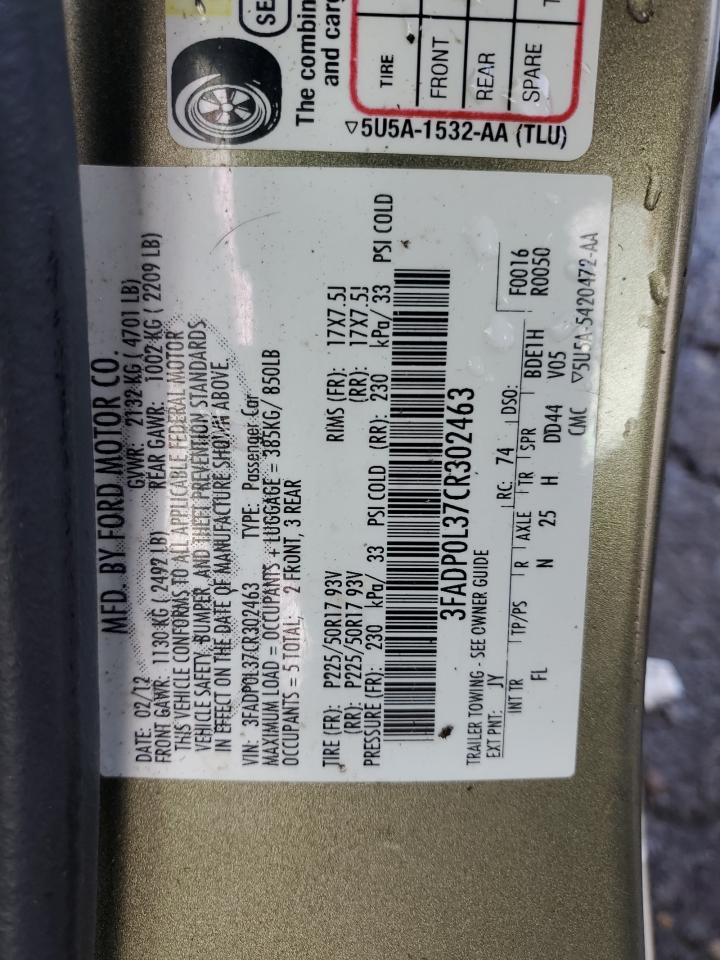 SE
The combin
and carg
TIRE
FRONT
REAR
SPARE
▽5U5A-1532-AA (TLU)
MFD. BY FORD MOTOR CO.
DATE: 02/12 GVWR: 2132 KG ( 4701 LB)
FRONT GAWR: 1130 KG ( 2492 LB) REAR GAWR: 1002 KG ( 2209 LB)
THIS VEHICLE CONFORMS TO ALL APPLICABLE FEDERAL MOTOR
VEHICLE SAFETY, BUMPER, AND THEFT PREVENTION STANDARDS
IN EFFECT ON THE DATE OF MANUFACTURE SHOWN ABOVE.
VIN: 3FADP0L37CR302463 TYPE: Passenger Car
MAXIMUM LOAD = OCCUPANTS + LUGGAGE = 385KG/ 850LB
OCCUPANTS = 5 TOTAL; 2 FRONT, 3 REAR
TIRE (FR): P225/50R17 93V RIMS (FR): 17X7.5J
(RR): P225/50R17 93V (RR): 17X7.5J
PRESSURE (FR): 230 kPa/ 33 PSI COLD (RR): 230 kPa/ 33 PSI COLD
3FADP0L37CR302463
TRAILER TOWING - SEE OWNER GUIDE
EXT PNT: JY RC: 74 DSO: F0016
R0050
INT TR TP/PS R AXLE TR SPR BDE1H
FL N 25 H DD44 V05
CMC ▽5U5A-5420472-AA